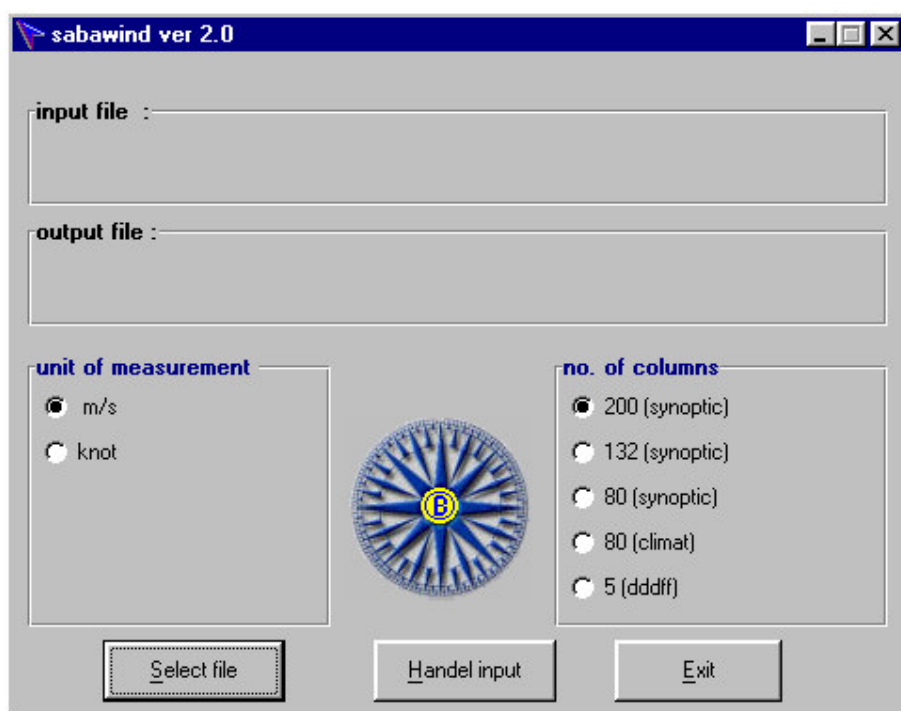 sabawind ver 2.0
input file :
output file :
unit of measurement
m/s
knot
B
no. of columns
200 (synoptic)
132 (synoptic)
80 (synoptic)
80 (climat)
5 (dddff)
Select file
Handel input
Exit